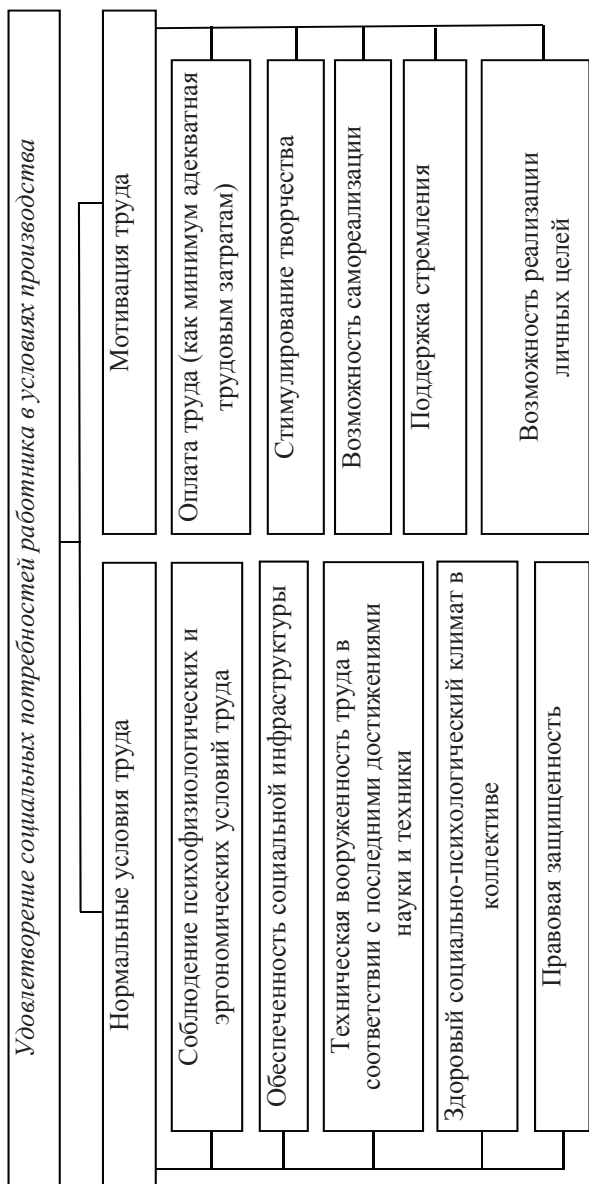 Удовлетворение социальных потребностей работника в условиях производства
Нормальные условия труда
Соблюдение психофизиологических и
эргономических условий труда
Обеспеченность социальной инфраструктуры
Техническая вооруженность труда в
соответствии с последними достижениями
науки и техники
Здоровый социально-психологический климат в
коллективе
Правовая защищенность
Мотивация труда
Оплата труда (как минимум адекватная
трудовым затратам)
Стимулирование творчества
Возможность самореализации
Поддержка стремления
Возможность реализации
личных целей